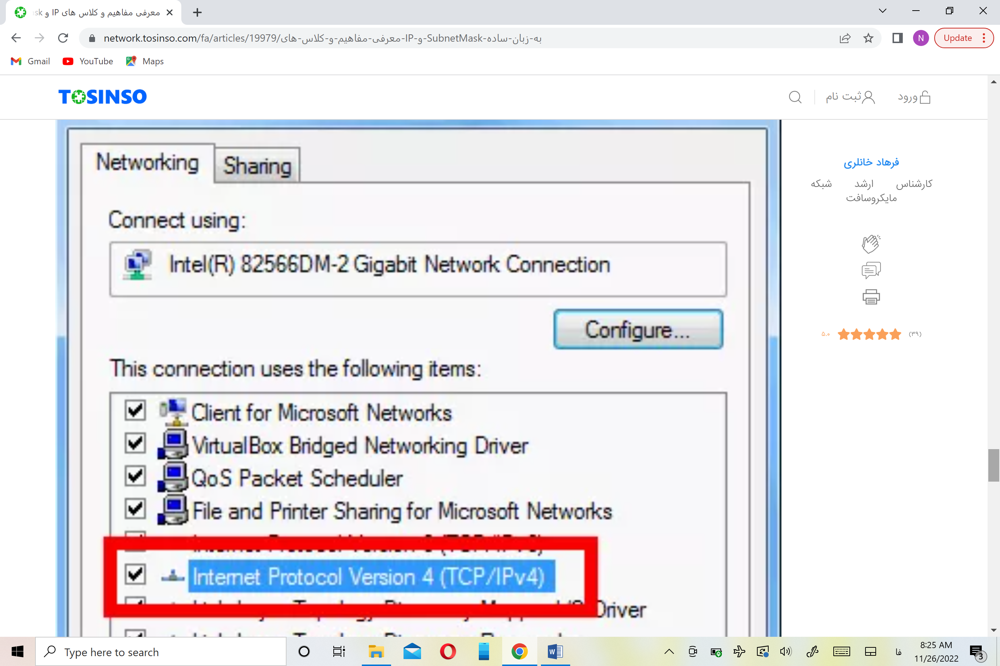 معرفی مفاهیم و کلاس های IP و
network.tosinso.com/fa/articles/19979/معرفی-مفاهیم-و-کلاس-های-IP-و-SubnetMask-به-زبان-ساده
Update
N
Gmail
YouTube
Maps
TOSINSO
ثبت نام
ورود
Networking
Sharing
Connect using:
Intel(R) 82566DM-2 Gigabit Network Connection
Configure...
This connection uses the following items:
Client for Microsoft Networks
VirtualBox Bridged Networking Driver
QoS Packet Scheduler
File and Printer Sharing for Microsoft Networks
Internet Protocol Version 4 (TCP/IPv4)
Driver
فرهاد خانلری
کارشناس ارشد شبکه
مایکروسافت
۵.۰
(۳۹)
Type here to search
فا
8:25 AM
11/26/2022
3